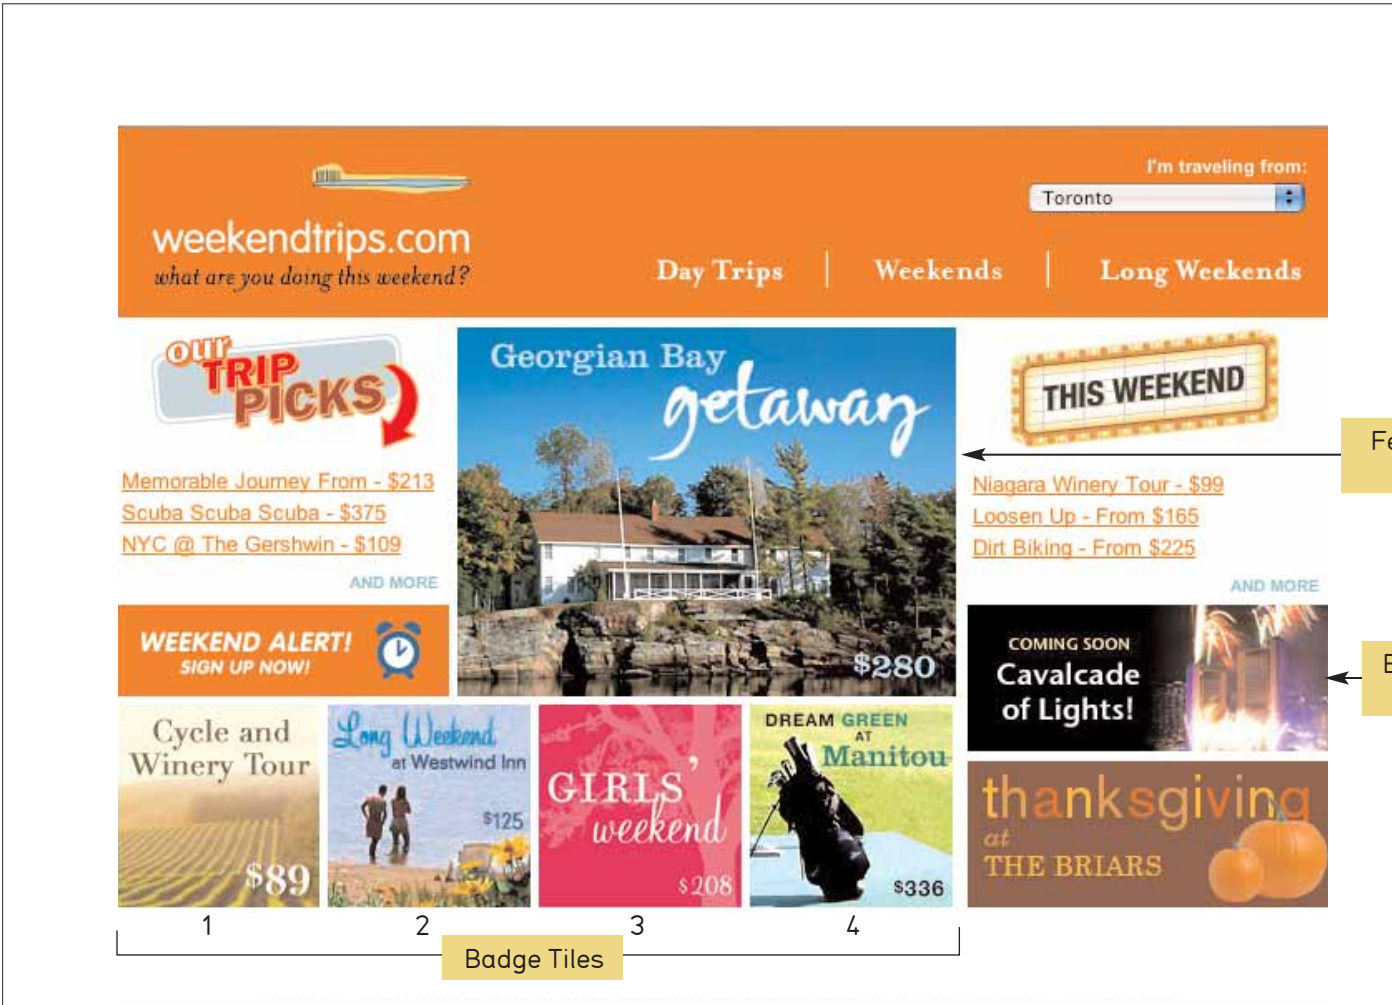 I'm traveling from:
Toronto
weekendtrips.com
what are you doing this weekend?
Day Trips
Weekends
Long Weekends
our
TRIP
PICKS
Memorable Journey From - $213
Scuba Scuba Scuba - $375
NYC @ The Gershwin - $109
AND MORE
WEEKEND ALERT!
SIGN UP NOW!
Georgian Bay
getaway
$280
THIS WEEKEND
Niagara Winery Tour - $99
Loosen Up - From $165
Dirt Biking - From $225
AND MORE
Fe
COMING SOON
Cavalcade
of Lights!
Cycle and
Winery Tour
$89
Long Weekend
at Westwind Inn
$125
GIRLS'
weekend
$208
DREAM GREEN
AT
Manitou
$336
thanksgiving
at
THE BRIARS
1
2
3
4
Badge Tiles